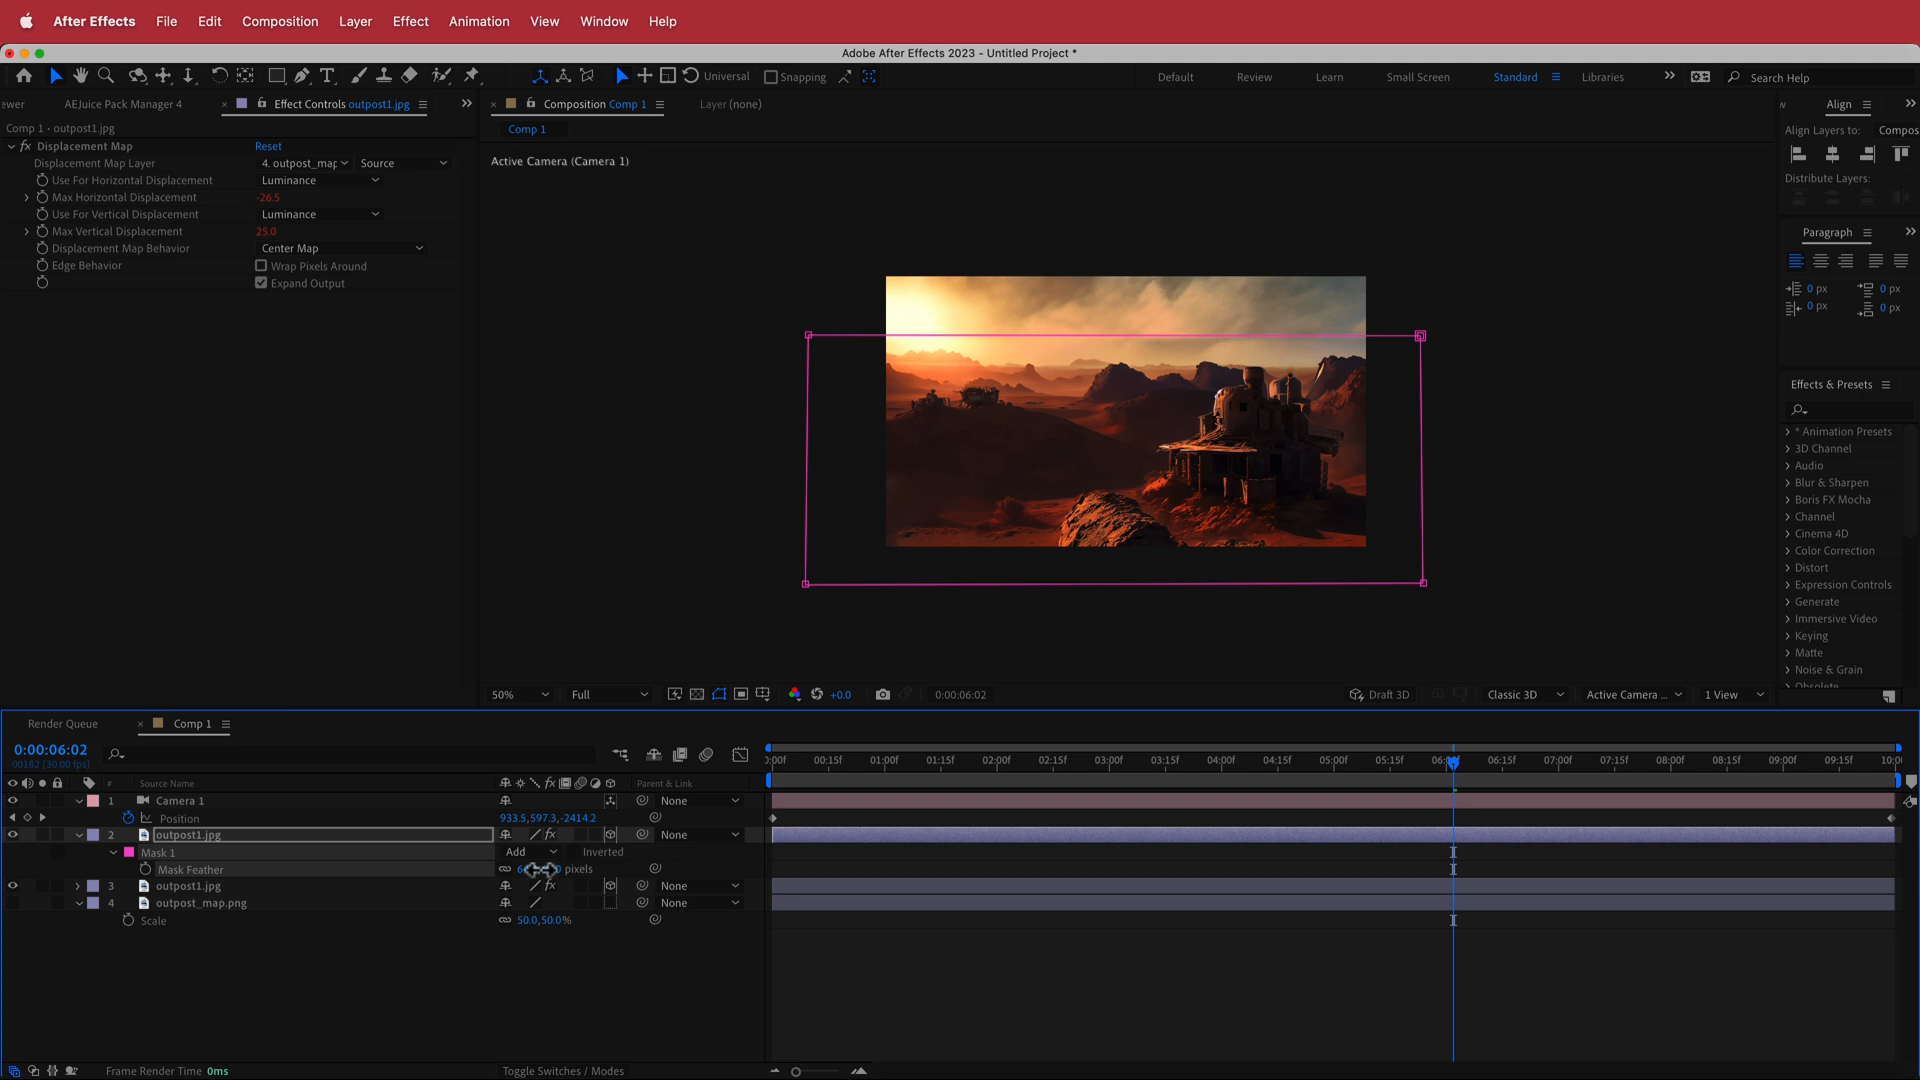 After Effects File Edit Composition Layer Effect Animation View Window Help
Adobe After Effects 2023 - Untitled Project *
Universal Snapping Default Review Learn Small Screen Standard Libraries Search Help
ewer AEJuice Pack Manager 4 Effect Controls outpost1.jpg
Composition Comp 1 Layer (none)
Align
Comp 1 • outpost1.jpg
Comp 1
Align Layers to: Compos
Displacement Map Reset
Displacement Map Layer 4. outpost_map Source
Use For Horizontal Displacement Luminance
Max Horizontal Displacement -26.5
Use For Vertical Displacement Luminance
Max Vertical Displacement 25.0
Displacement Map Behavior Center Map
Edge Behavior Wrap Pixels Around
Expand Output
Active Camera (Camera 1)
Distribute Layers:
Paragraph
0 px 0 px
0 px 0 px
Effects & Presets
* Animation Presets
3D Channel
Audio
Blur & Sharpen
Boris FX Mocha
Channel
Cinema 4D
Color Correction
Distort
Expression Controls
Generate
Immersive Video
Keying
Matte
Noise & Grain
Obsolete
50% Full +0.0 0:00:06:02 Draft 3D Classic 3D Active Camera ... 1 View
Render Queue Comp 1
0:00:06:02
00182 (30.00 fps)
0:00f 00:15f 01:00f 01:15f 02:00f 02:15f 03:00f 03:15f 04:00f 04:15f 05:00f 05:15f 06:15f 07:00f 07:15f 08:00f 08:15f 09:00f 09:15f 10:0
# Source Name fx Parent & Link
1 Camera 1 None
Position 933.5,597.3,-2414.2
2 outpost1.jpg fx None
Mask 1 Add Inverted
Mask Feather pixels
3 outpost1.jpg fx None
4 outpost_map.png None
Scale 50.0,50.0%
Frame Render Time 0ms Toggle Switches / Modes